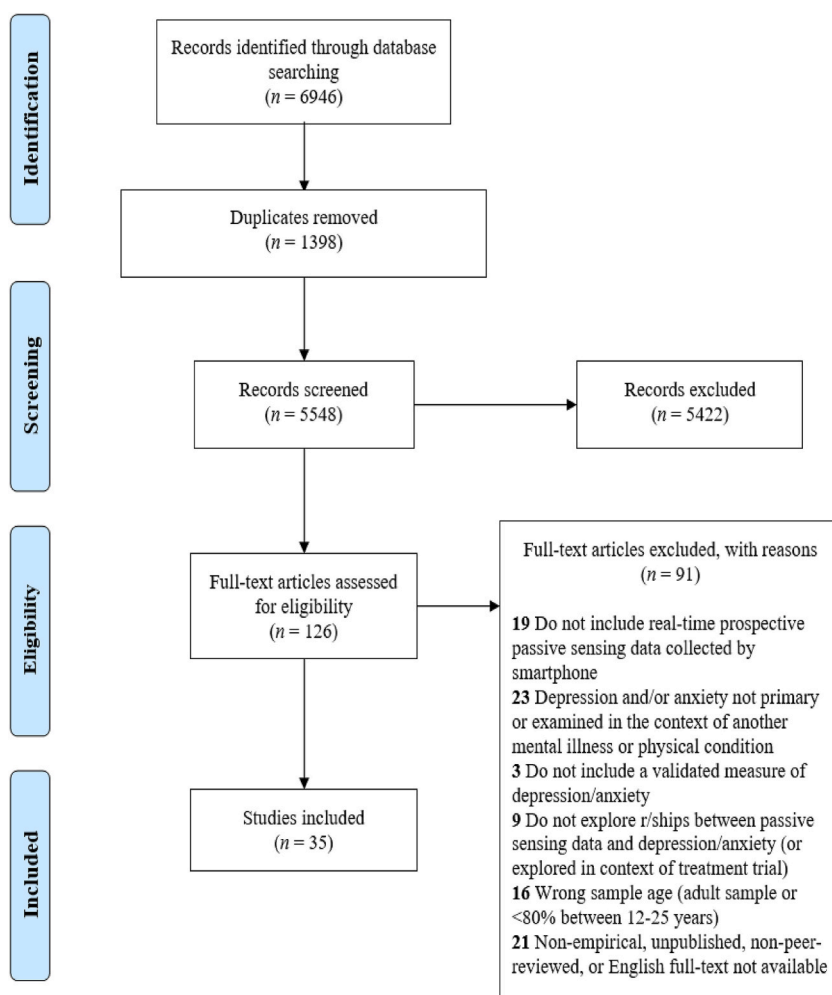 Identification
Records identified through database
searching
(n = 6946)
Duplicates removed
(n = 1398)
Screening
Records screened
(n = 5548)
Records excluded
(n = 5422)
Eligibility
Full-text articles assessed
for eligibility
(n = 126)
Full-text articles excluded, with reasons
(n = 91)
19 Do not include real-time prospective
passive sensing data collected by
smartphone
23 Depression and/or anxiety not primary
or examined in the context of another
mental illness or physical condition
3 Do not include a validated measure of
depression/anxiety
9 Do not explore r/ships between passive
sensing data and depression/anxiety (or
explored in context of treatment trial)
16 Wrong sample age (adult sample or
<80% between 12-25 years)
21 Non-empirical, unpublished, non-peer-
reviewed, or English full-text not available
Included
Studies included
(n = 35)